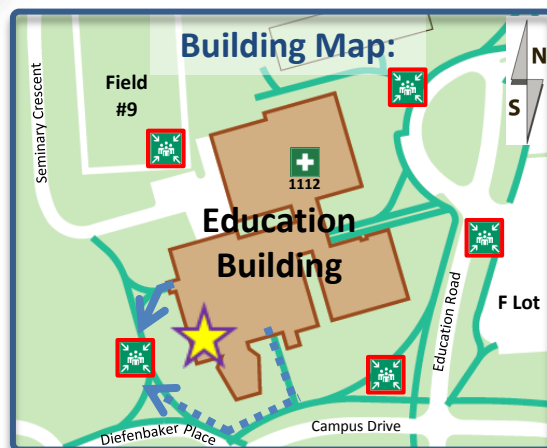 Building Map:
N
S
Field
#9
Seminary Crescent
1112
Education
Building
F Lot
Education Road
Campus Drive
Diefenbaker Place